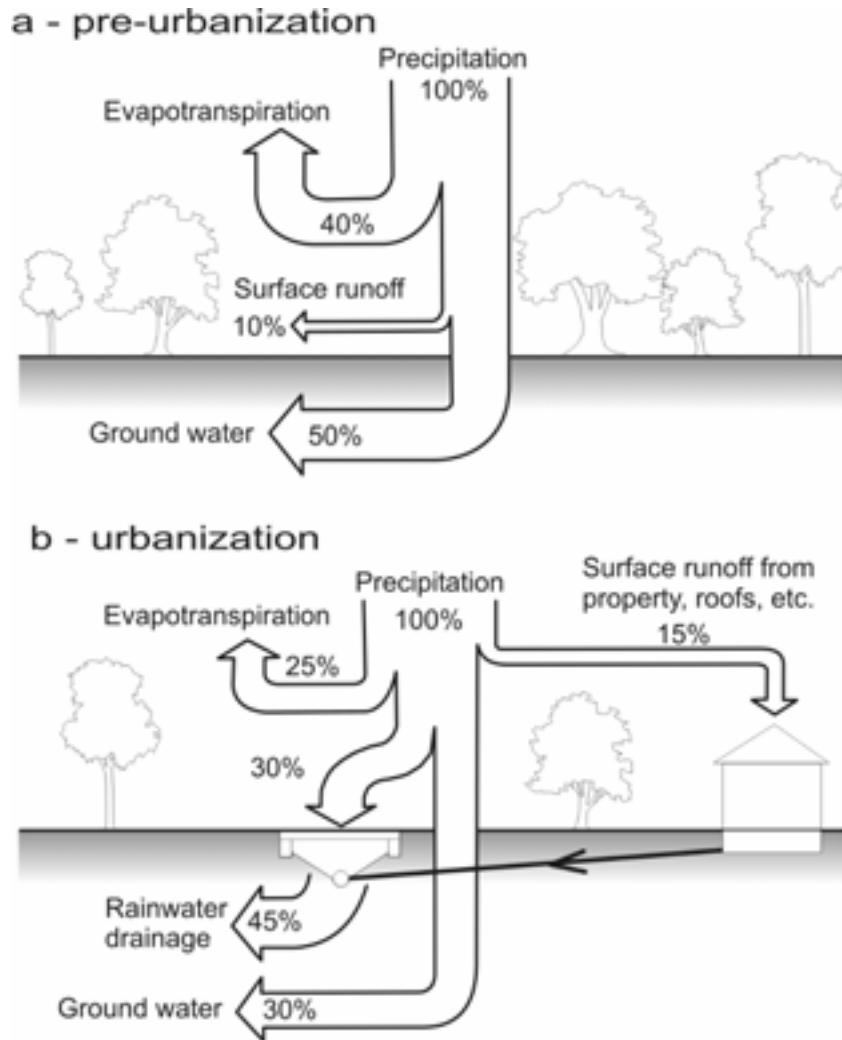 a - pre-urbanization
Precipitation
100%
Evapotranspiration
40%
Surface runoff
10%
Ground water
50%
b - urbanization
Precipitation
100%
Surface runoff from
property, roofs, etc.
15%
Evapotranspiration
25%
30%
Rainwater
drainage
45%
Ground water
30%